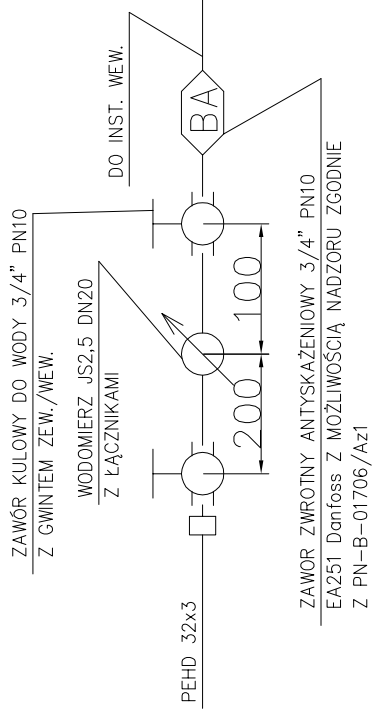 ZAWÓR KULOWY DO WODY 3/4" PN10
Z GWINTEM ZEW./WEW.
WODOMIERZ JS2,5 DN20
Z ŁĄCZNIKAMI
DO INST. WEW.
PEHD 32x3
200
100
BA
ZAWOR ZWROTNY ANTYSKAŻENIOWY 3/4" PN10
EA251 Danfoss Z MOŻLIWOŚCIĄ NADZORU ZGODNIE
Z PN-B-01706/Az1